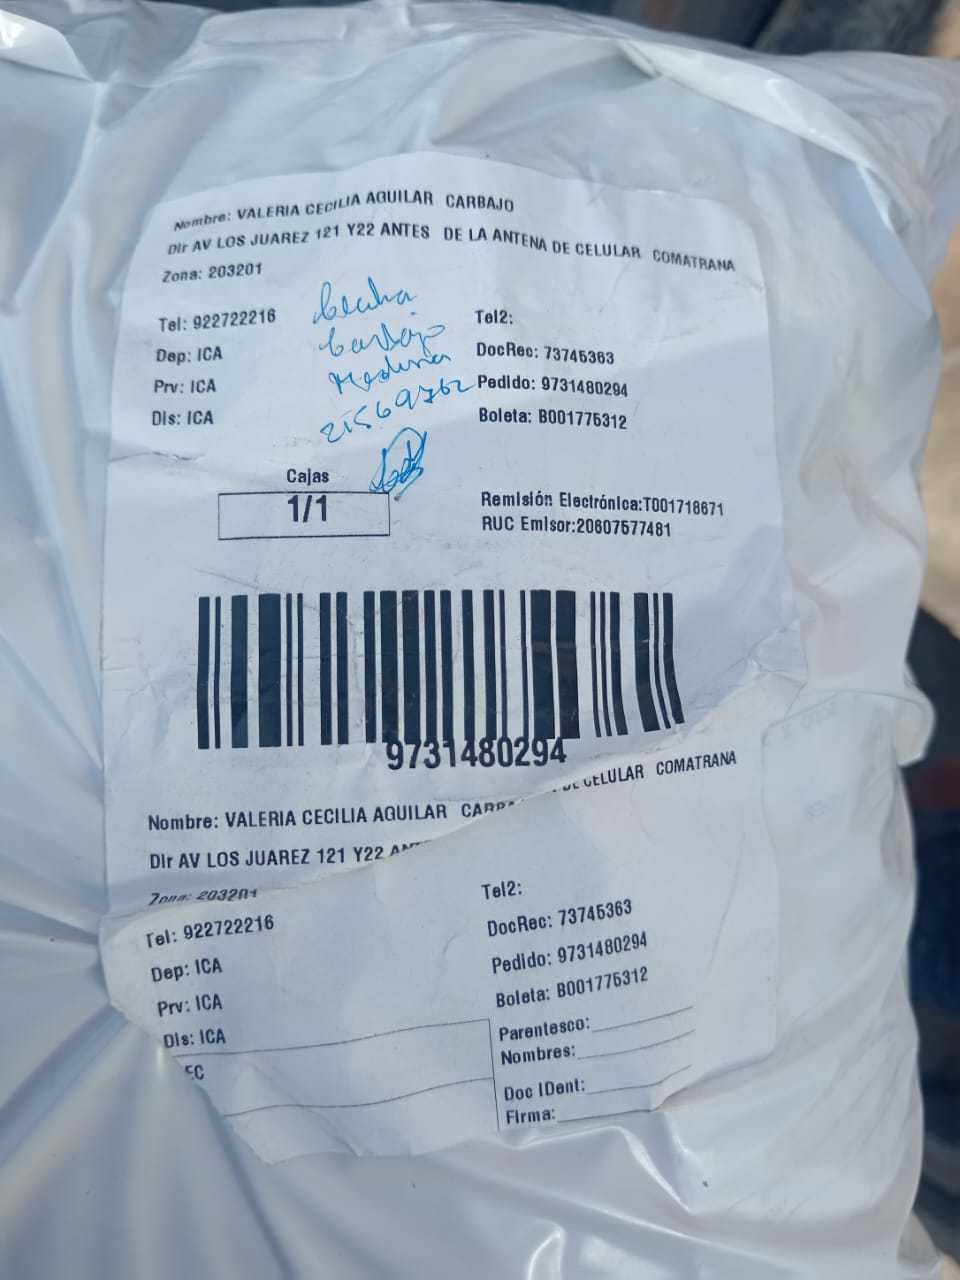 Nombre: VALERIA CECILIA AGUILAR CARBAJO
Dir AV LOS JUAREZ 121 Y22 ANTES DE LA ANTENA DE CELULAR COMATRANA
Zona: 203201
Tel: 922722216
Dep: ICA
Prv: ICA
Dis: ICA
Carbajo
Medina
21569762
Tel2:
DocRec: 73745363
Pedido: 9731480294
Boleta: B001775312
Cajas
1/1
Remisión Electrónica:T001718671
RUC Emisor:20607577481
9731480294
Nombre: VALERIA CECILIA AGUILAR
DE CELULAR COMATRANA
Dir AV LOS JUAREZ 121 Y22
Zona: 203201
Tel: 922722216
Dep: ICA
Prv: ICA
Dis: ICA
EC
Tel2:
DocRec: 73745363
Pedido: 9731480294
Boleta: B001775312
Parentesco:
Nombres:
Doc IDent:
Firma: